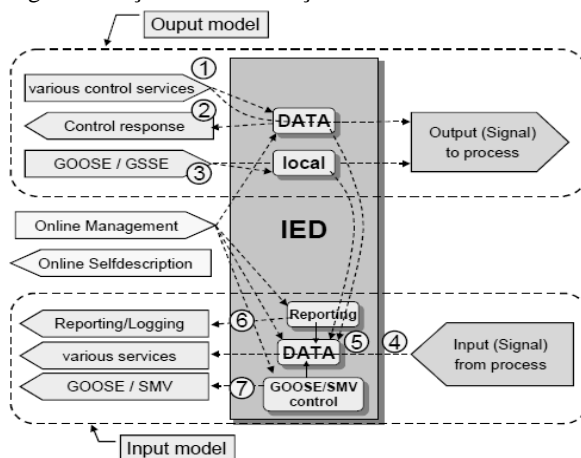 Ouput model
various control services
1
2
Control response
DATA
Output (Signal)
to process
GOOSE / GSSE
3
local
Online Management
IED
Online Selfdescription
Reporting
Reporting/Logging
6
various services
DATA
5
4
Input (Signal)
from process
GOOSE / SMV
7
GOOSE/SMV
control
Input model